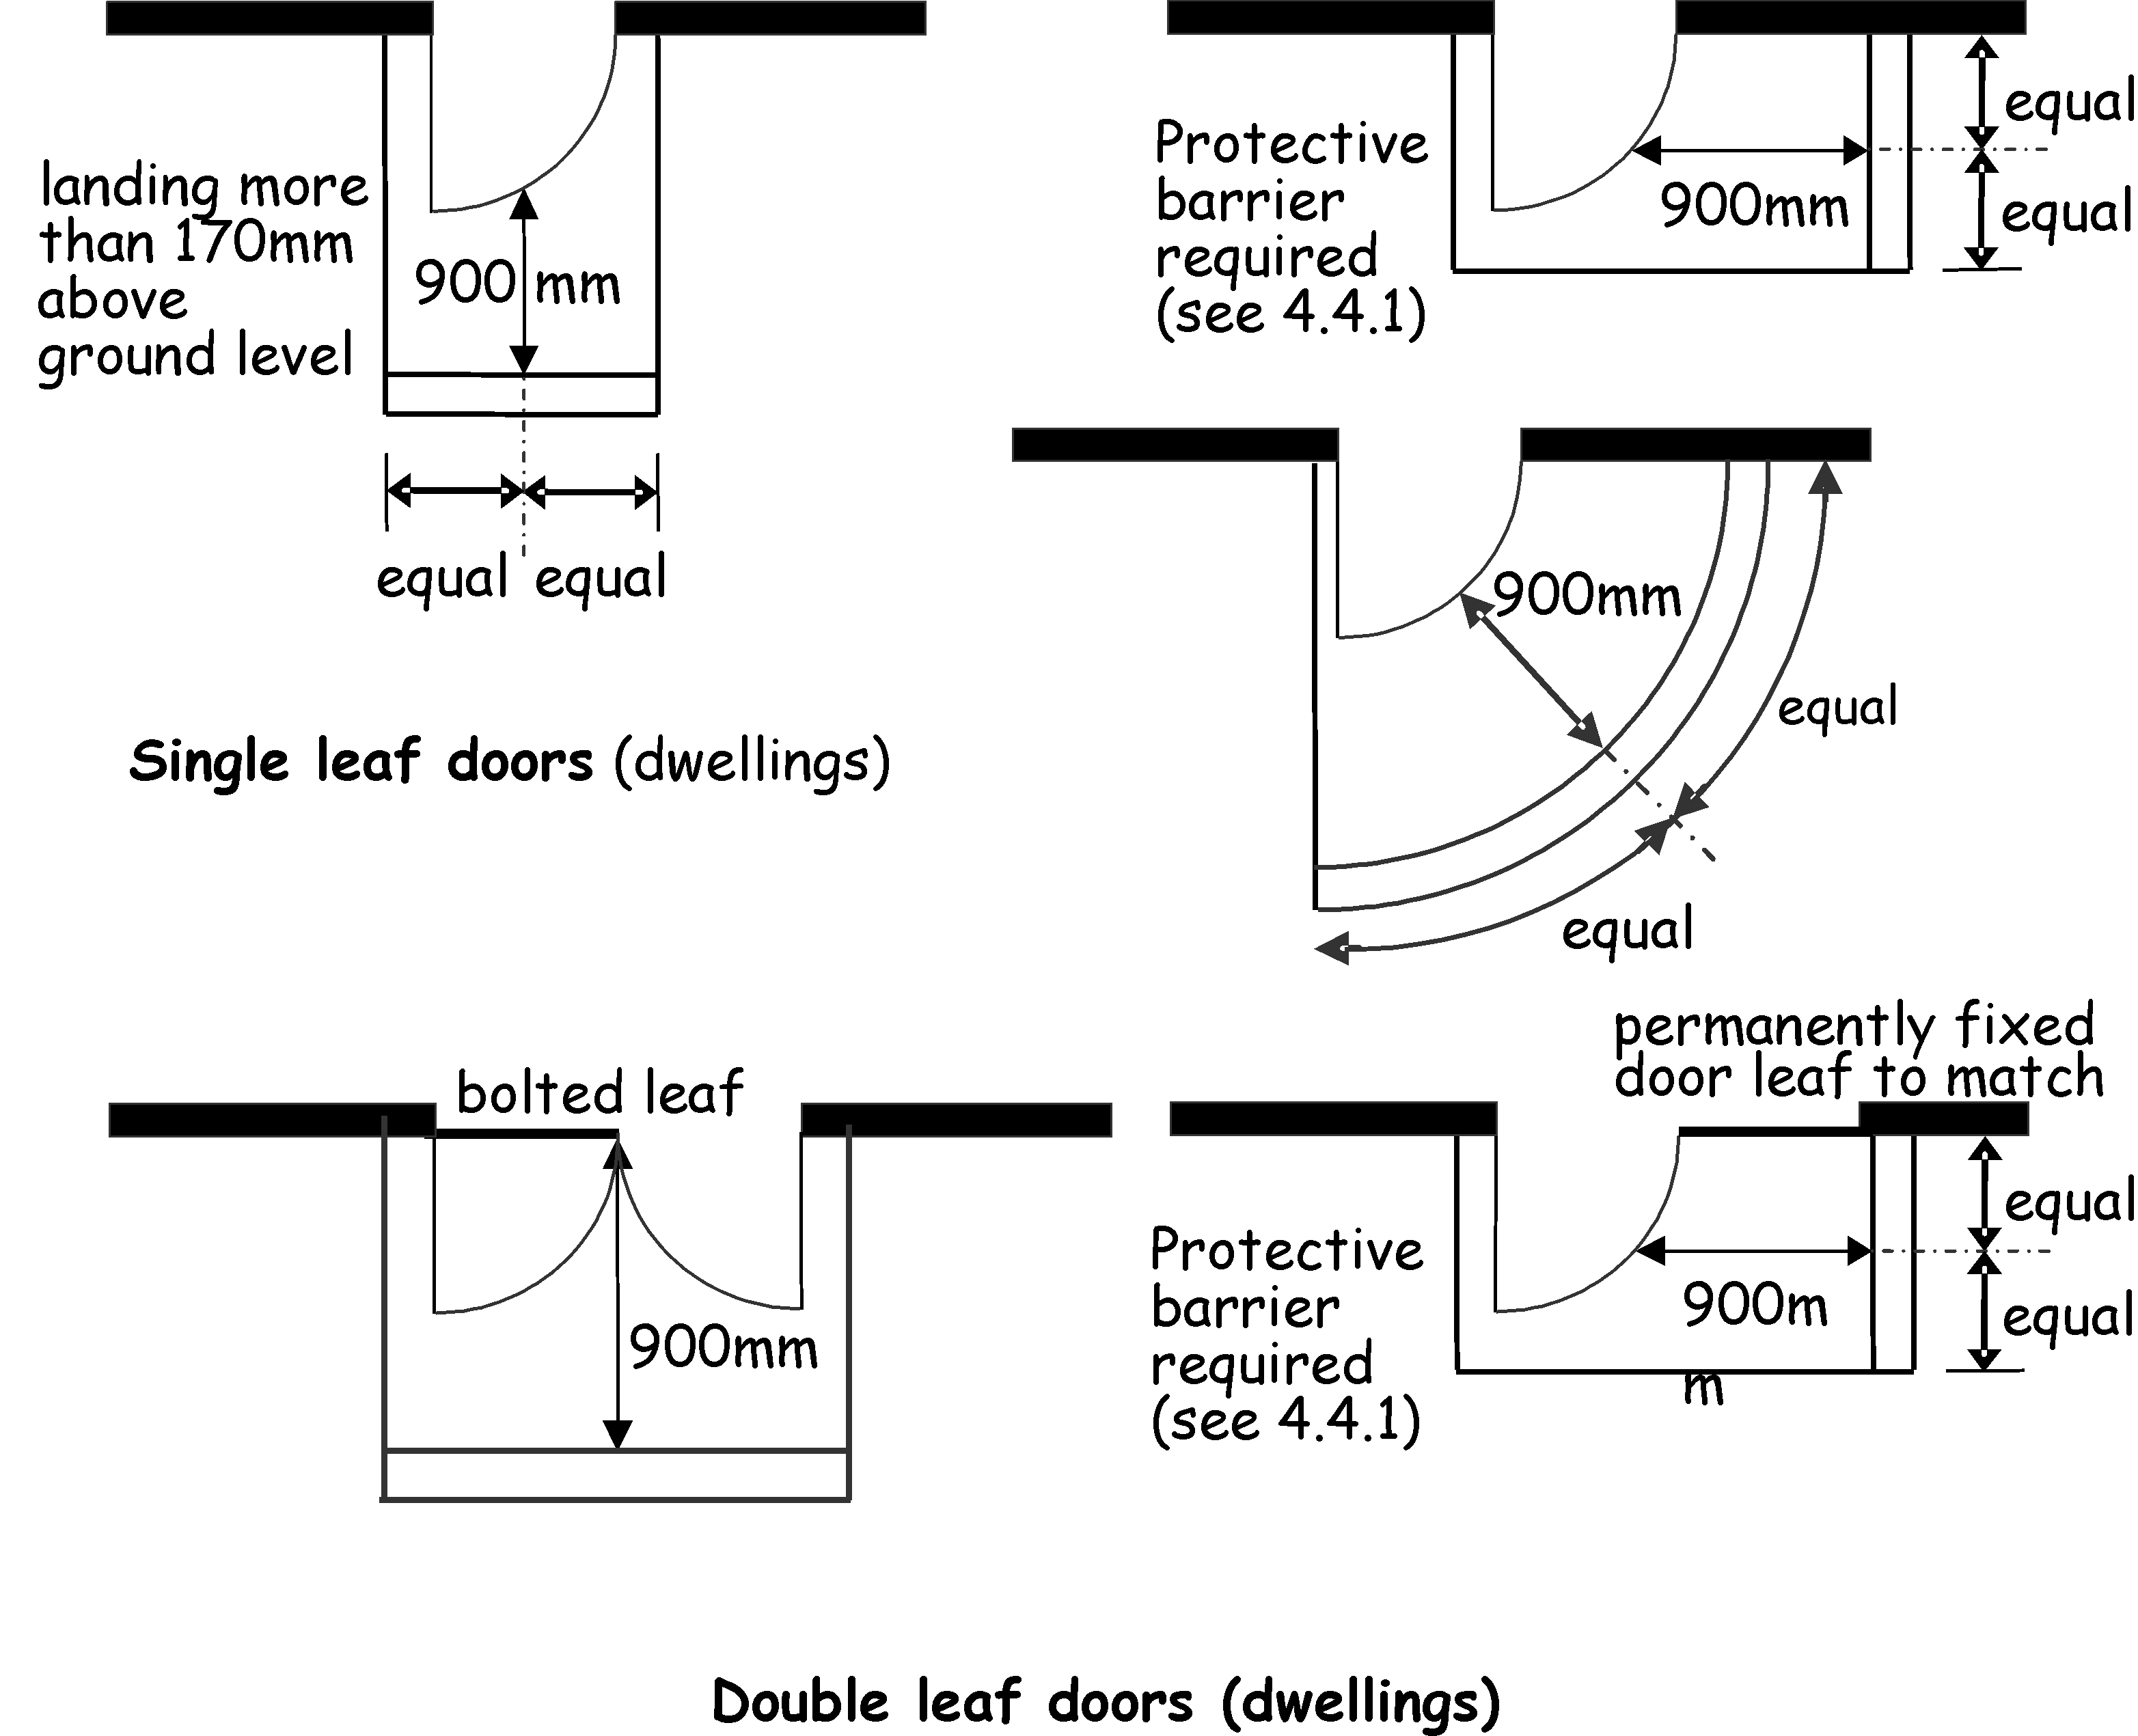 landing more
than 170mm
above
ground level
900 mm
equal equal
Protective
barrier
required
(see 4.4.1)
900mm
equal
equal
900mm
equal
equal
Single leaf doors (dwellings)
bolted leaf
900mm
permanently fixed
door leaf to match
Protective
barrier
required
(see 4.4.1)
900m
m
equal
equal
Double leaf doors (dwellings)